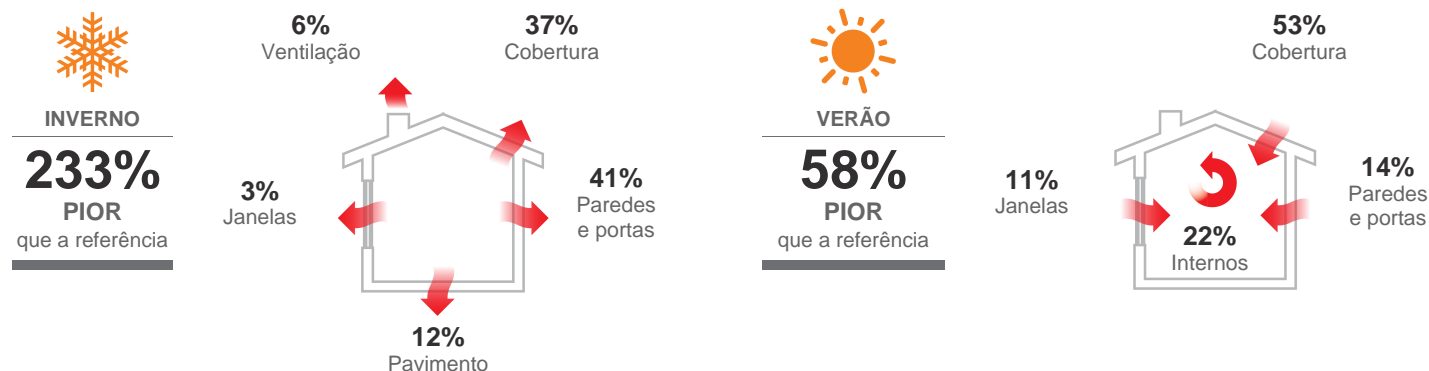 INVERNO
233%
PIOR
que a referência
6%
Ventilação
37%
Cobertura
3%
Janelas
41%
Paredes
e portas
12%
Pavimento
VERÃO
58%
PIOR
que a referência
53%
Cobertura
11%
Janelas
14%
Paredes
e portas
22%
Internos